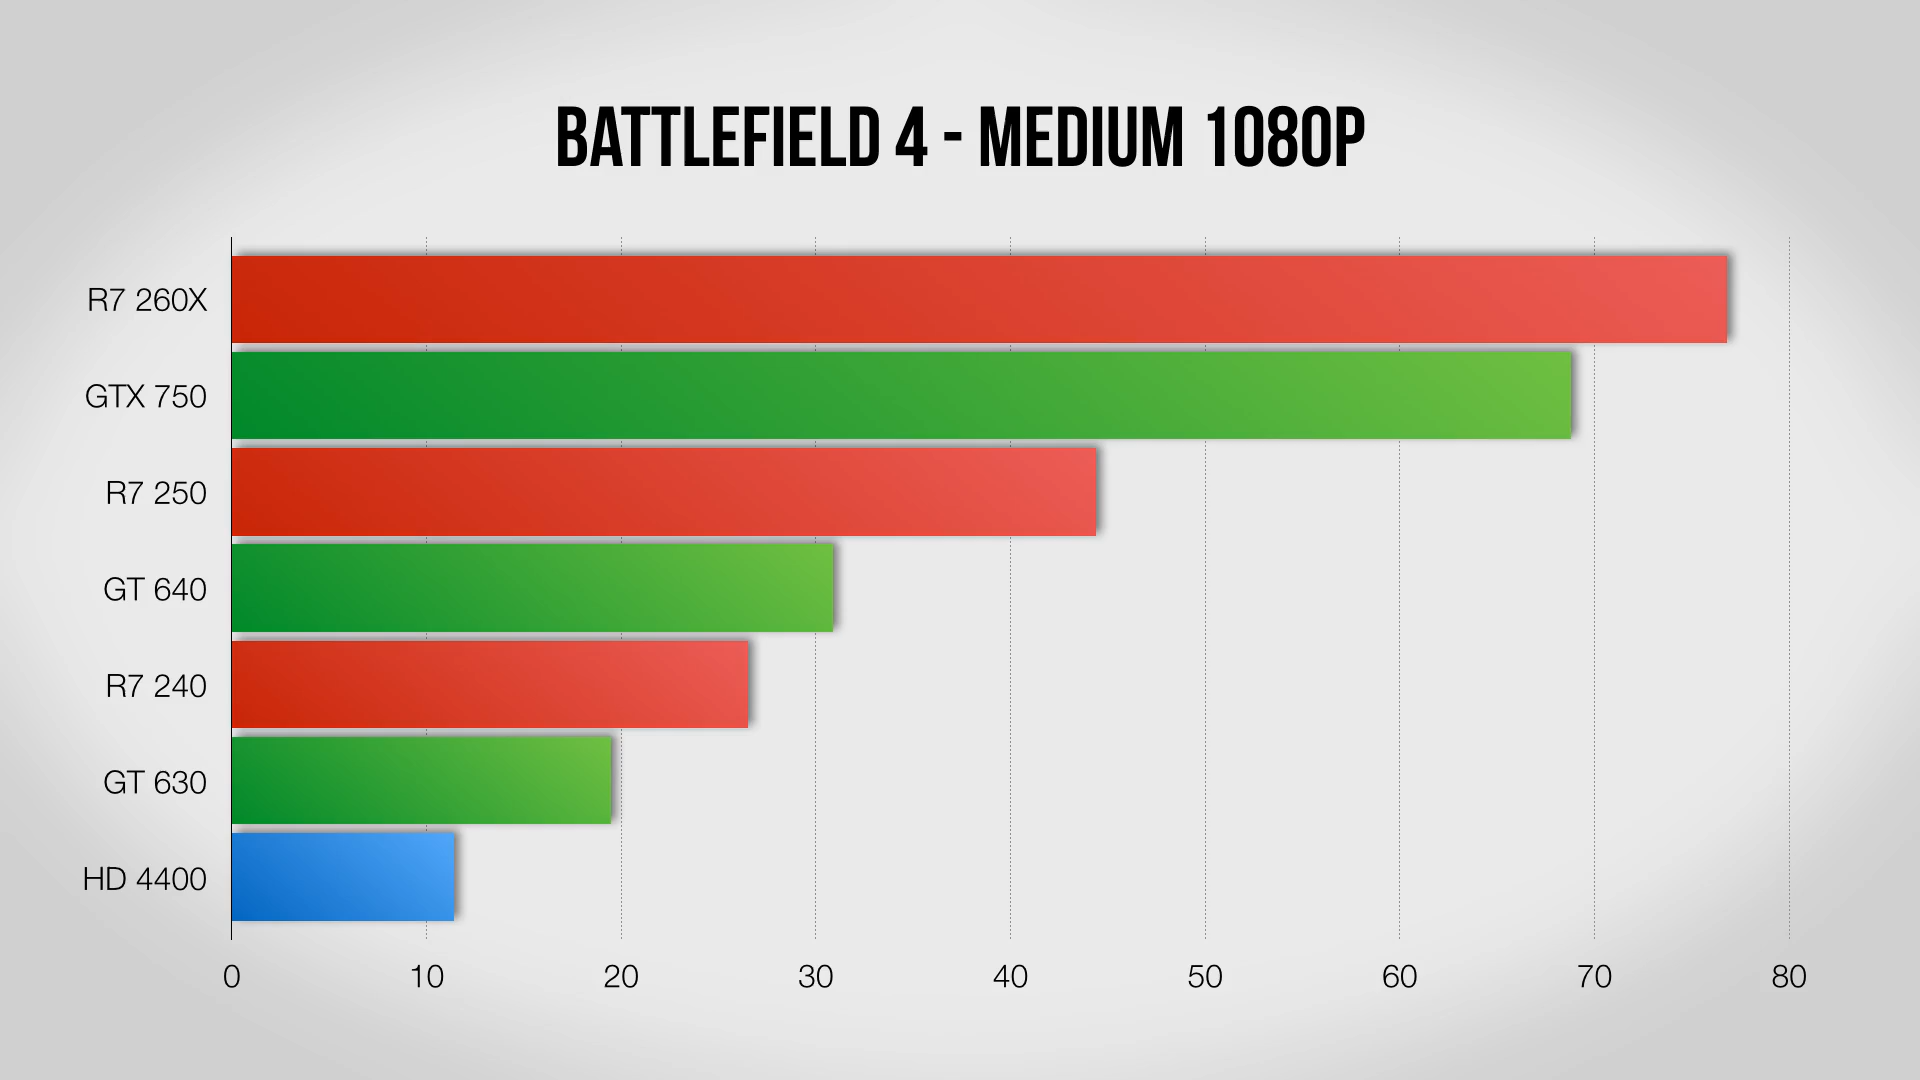 BATTLEFIELD 4 - MEDIUM 1080P
R7 260X
GTX 750
R7 250
GT 640
R7 240
GT 630
HD 4400
0 10 20 30 40 50 60 70 80